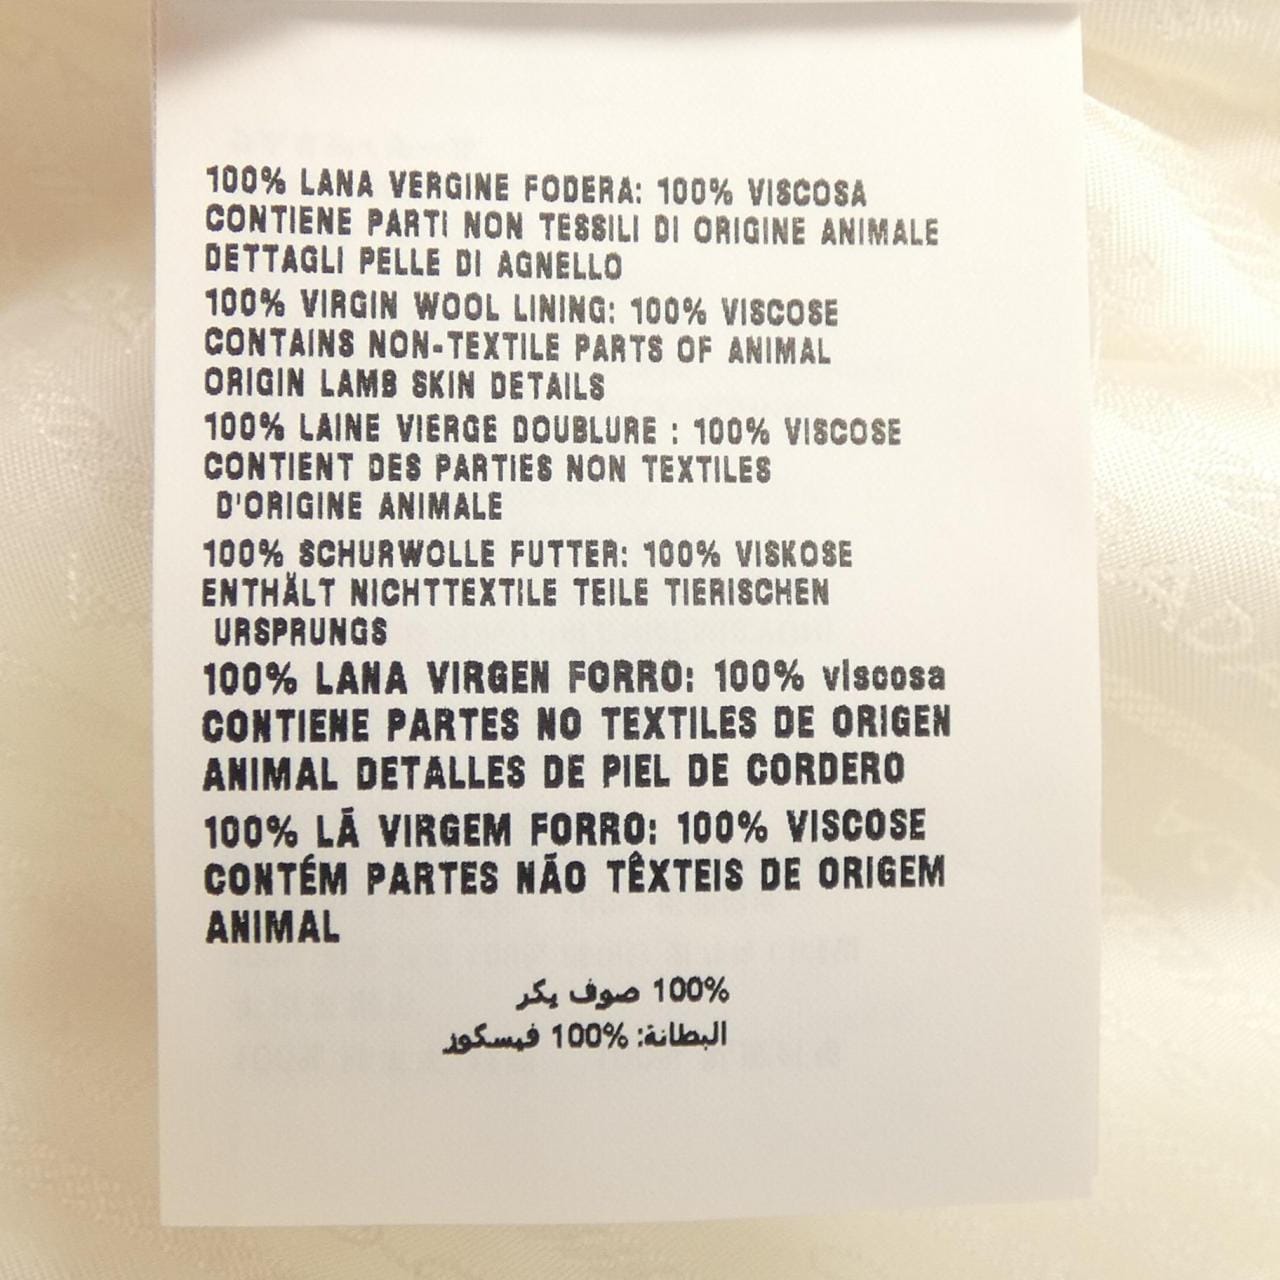 100% LANA VERGINE FODERA: 100% VISCOSA
CONTIENE PARTI NON TESSILI DI ORIGINE ANIMALE
DETTAGLI PELLE DI AGNELLO
100% VIRGIN WOOL LINING: 100% VISCOSE
CONTAINS NON-TEXTILE PARTS OF ANIMAL
ORIGIN LAMB SKIN DETAILS
100% LAINE VIERGE DOUBLURE : 100% VISCOSE
CONTIENT DES PARTIES NON TEXTILES
D'ORIGINE ANIMALE
100% SCHURWOLLE FUTTER: 100% VISKOSE
ENTHÄLT NICHTTEXTILE TEILE TIERISCHEN
URSPRUNGS
100% LANA VIRGEN FORRO: 100% viscosa
CONTIENE PARTES NO TEXTILES DE ORIGEN
ANIMAL DETALLES DE PIEL DE CORDERO
100% LÃ VIRGEM FORRO: 100% VISCOSE
CONTÉM PARTES NÃO TÊXTEIS DE ORIGEM
ANIMAL
100% صوف يكر
البطانة: 100% فيسكوز